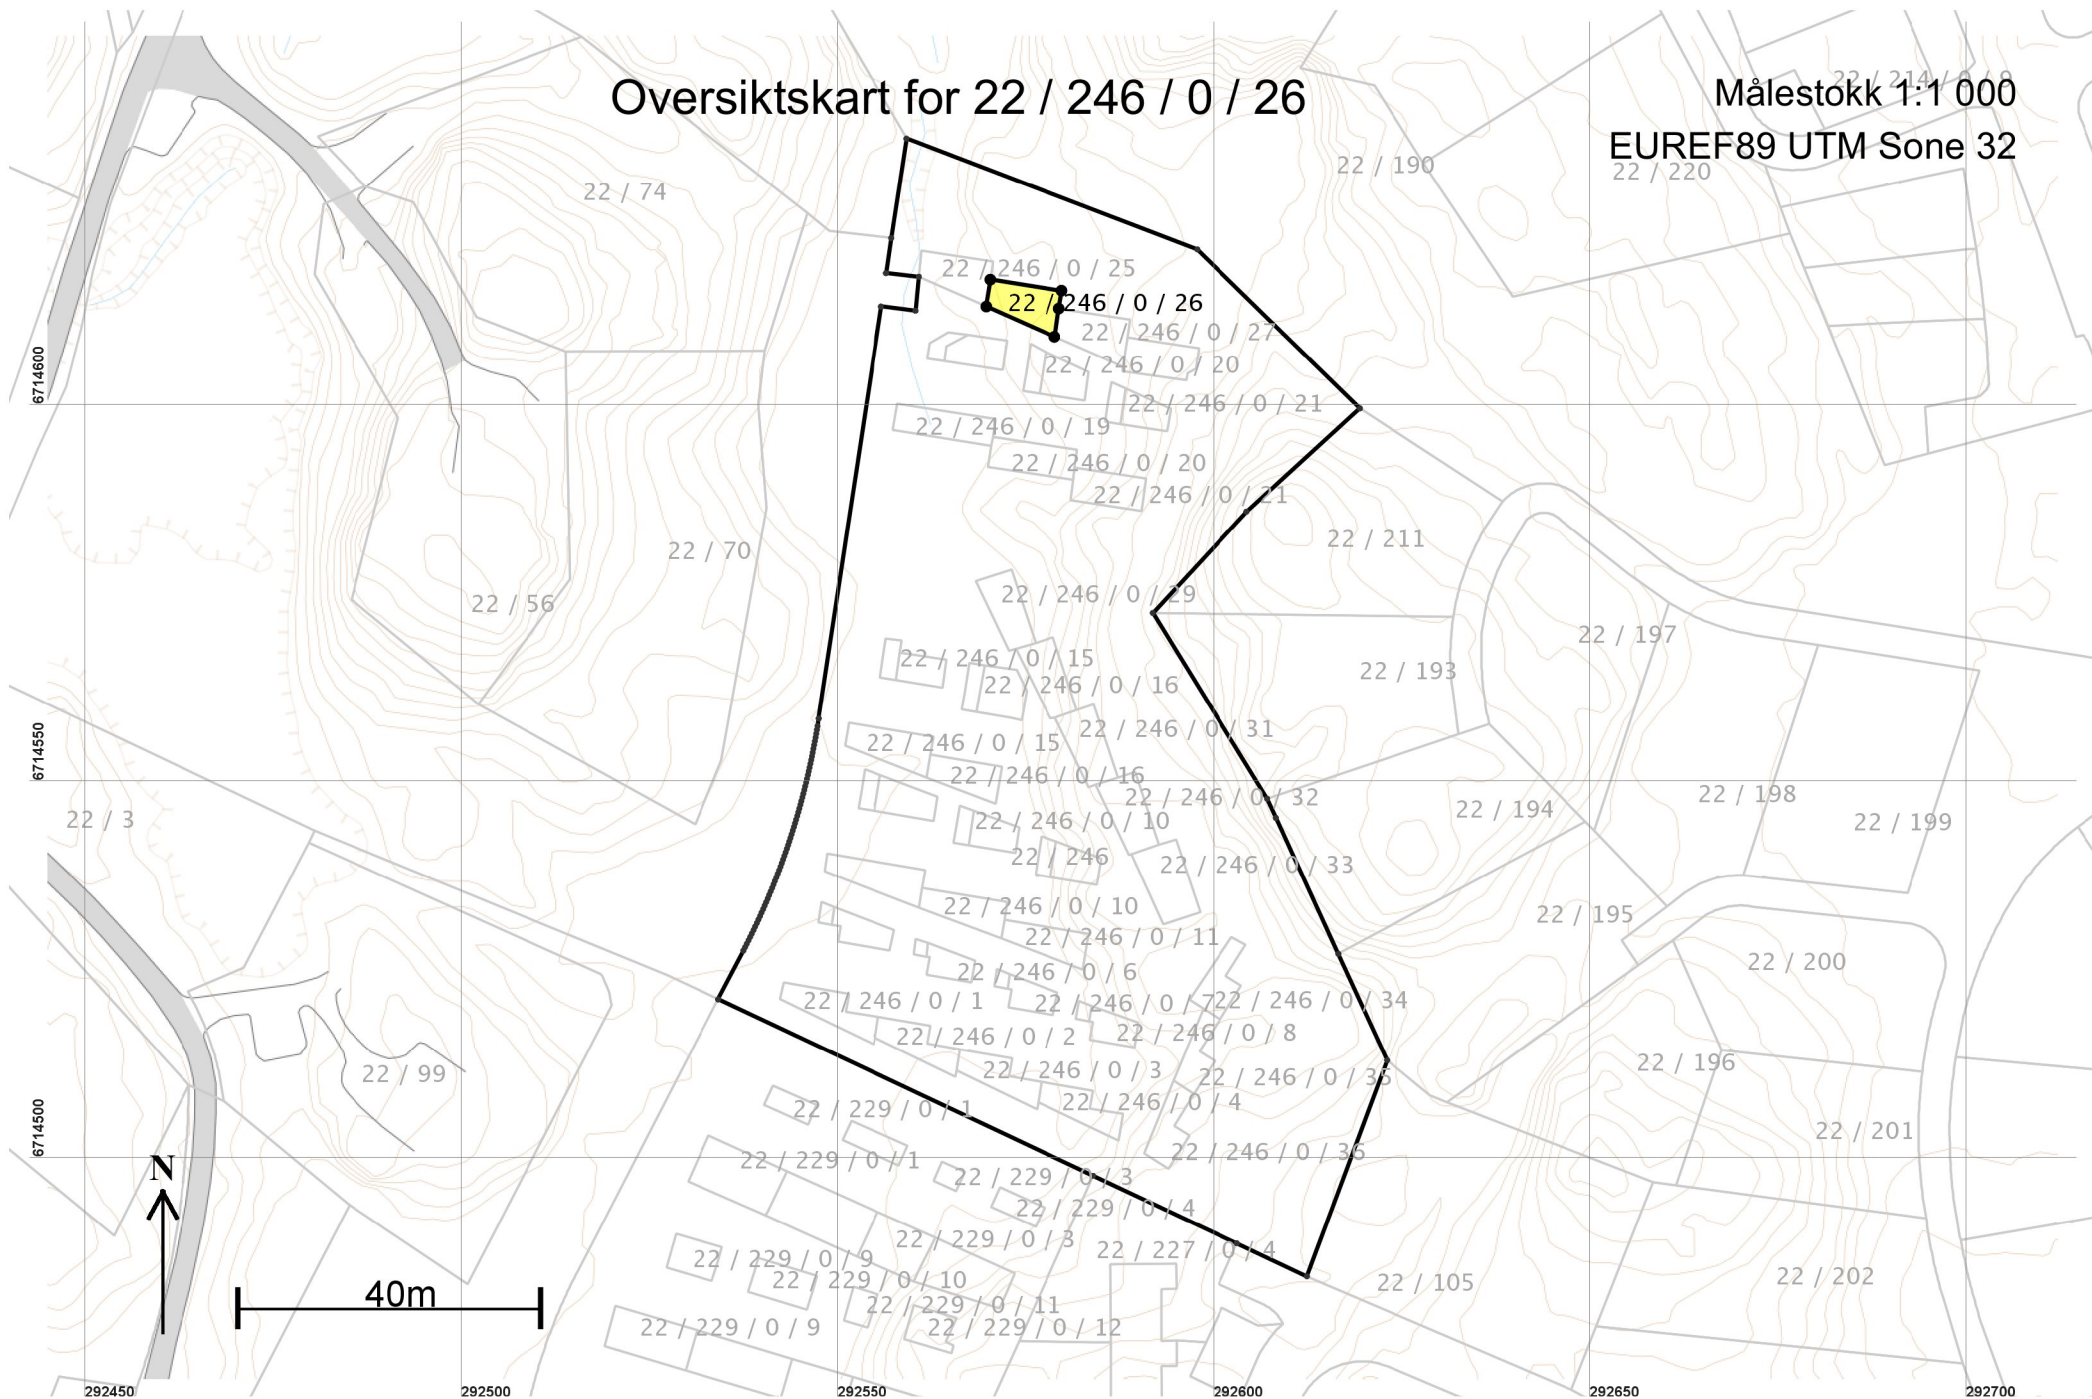 Oversiktskart for 22 / 246 / 0 / 26
22 / 214 / 0 / 8
Målestokk 1:1 000
EUREF89 UTM Sone 32
22 / 190
22 / 220
22 / 74
22 / 246 / 0 / 25
22 / 246 / 0 / 26
22 / 246 / 0 / 27
22 / 246 / 0 / 20
6714600
22 / 246 / 0 / 21
22 / 246 / 0 / 19
22 / 246 / 0 / 20
22 / 246 / 0 / 21
22 / 211
22 / 70
22 / 246 / 0 / 29
22 / 56
22 / 197
22 / 246 / 0 / 15
22 / 193
22 / 246 / 0 / 16
22 / 246 / 0 / 31
22 / 246 / 0 / 15
6714550
22 / 246 / 0 / 16
22 / 246 / 0 / 32
22 / 198
22 / 194
22 / 3
22 / 246 / 0 / 10
22 / 199
22 / 246
22 / 246 / 0 / 33
22 / 246 / 0 / 10
22 / 195
22 / 246 / 0 / 11
22 / 200
22 / 246 / 0 / 6
22 / 246 / 0 / 1
22 / 246 / 0 / 7
22 / 246 / 0 / 34
22 / 246 / 0 / 2
22 / 246 / 0 / 8
22 / 196
22 / 246 / 0 / 3
22 / 99
22 / 246 / 0 / 35
22 / 246 / 0 / 4
22 / 229 / 0 / 1
6714500
22 / 201
22 / 246 / 0 / 36
22 / 229 / 0 / 1
N
22 / 229 / 0 / 3
22 / 229 / 0 / 4
22 / 229 / 0 / 3
22 / 227 / 0 / 4
22 / 229 / 0 / 9
22 / 229 / 0 / 10
22 / 105
22 / 202
40m
22 / 229 / 0 / 11
22 / 229 / 0 / 9
22 / 229 / 0 / 12
292450
292500
292550
292600
292650
292700